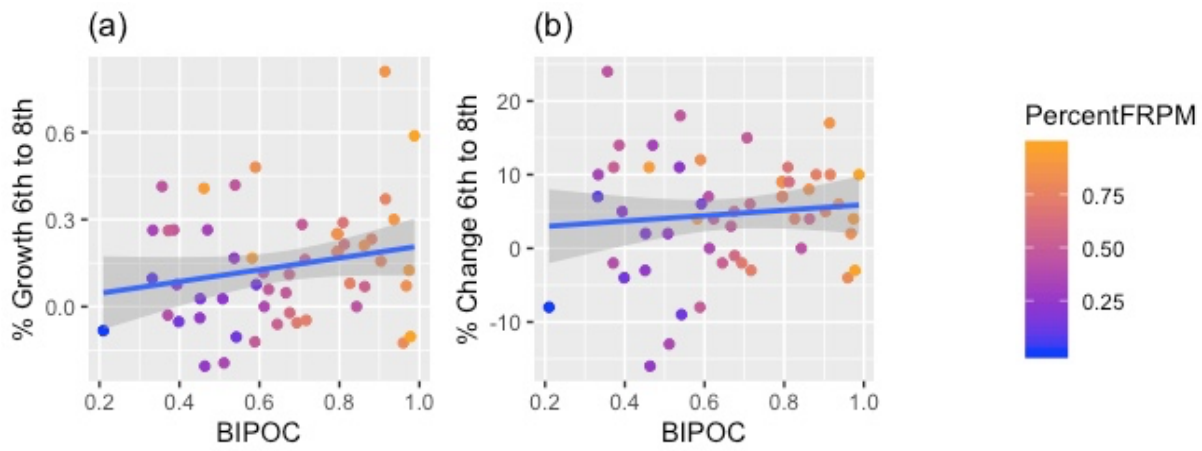 (a)
% Growth 6th to 8th
0.6
0.3
0.0
0.2 0.4 0.6 0.8 1.0
BIPOC
(b)
% Change 6th to 8th
20
10
0
-10
0.2 0.4 0.6 0.8 1.0
BIPOC
PercentFRPM
0.75
0.50
0.25